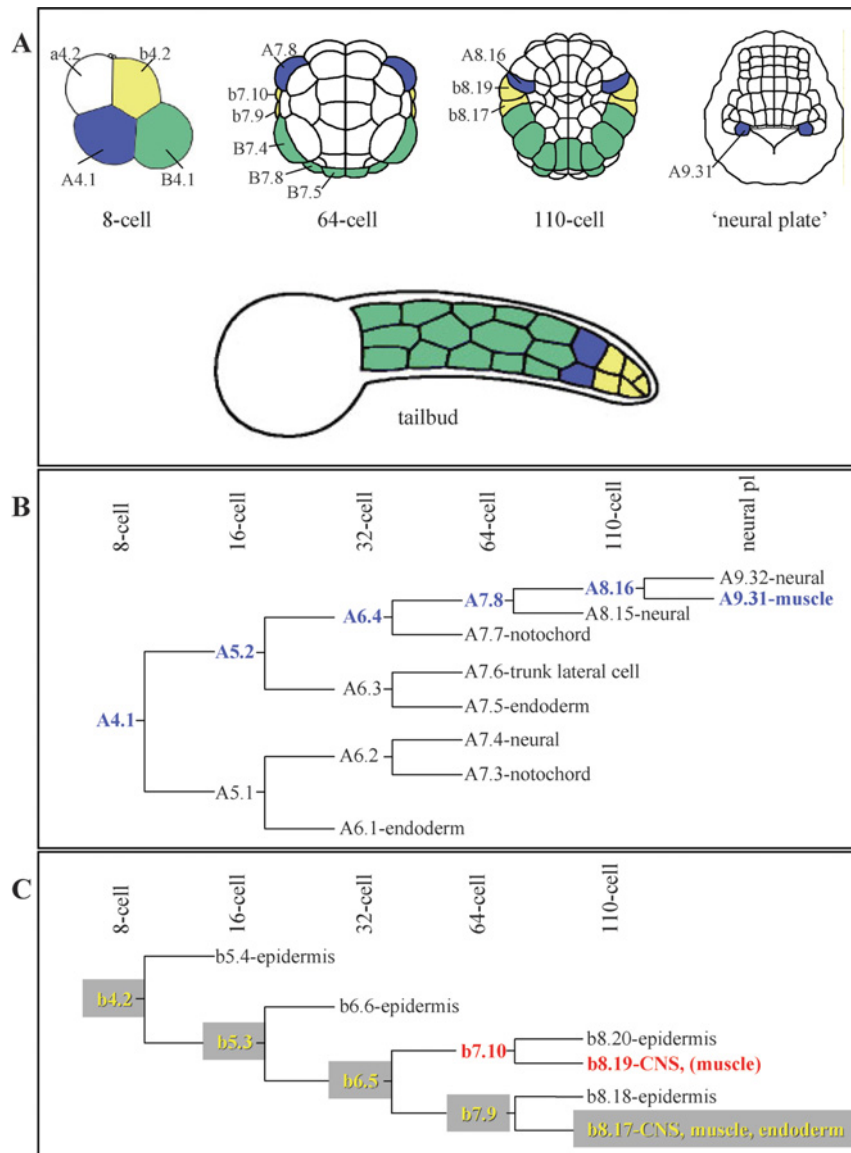 A
a4.2
b4.2
A4.1
B4.1
8-cell
A7.8
b7.10
b7.9
B7.4
B7.8
B7.5
64-cell
A8.16
b8.19
b8.17
110-cell
A9.31
‘neural plate’
tailbud
B
8-cell
16-cell
32-cell
64-cell
110-cell
neural pl
A9.32-neural
A8.16
A9.31-muscle
A7.8
A8.15-neural
A6.4
A7.7-notochord
A5.2
A7.6-trunk lateral cell
A6.3
A7.5-endoderm
A4.1
A7.4-neural
A6.2
A7.3-notochord
A5.1
A6.1-endoderm
C
8-cell
16-cell
32-cell
64-cell
110-cell
b5.4-epidermis
b4.2
b6.6-epidermis
b5.3
b8.20-epidermis
b7.10
b8.19-CNS, (muscle)
b6.5
b8.18-epidermis
b7.9
b8.17-CNS, muscle, endoderm